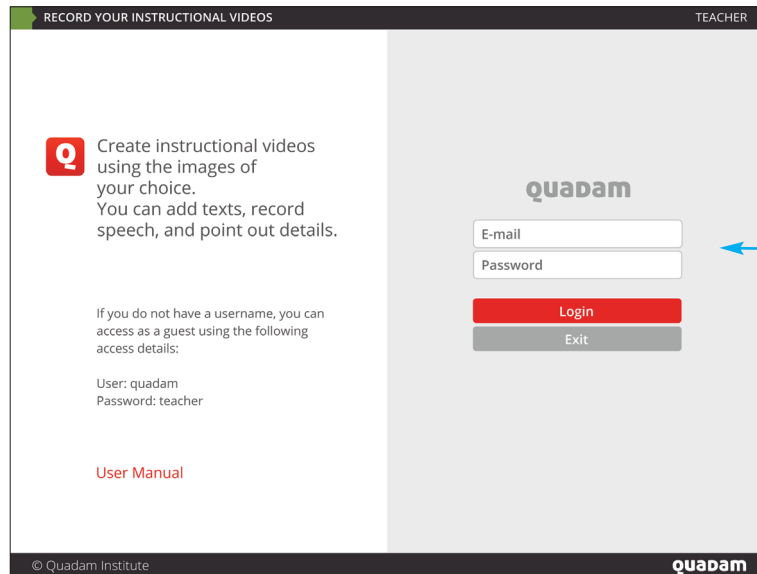 RECORD YOUR INSTRUCTIONAL VIDEOS
TEACHER
Q
Create instructional videos
using the images of
your choice.
You can add texts, record
speech, and point out details.
If you do not have a username, you can
access as a guest using the following
access details:
User: quadam
Password: teacher
User Manual
QUADAM
E-mail
Password
Login
Exit
© Quadam Institute
QUADAM